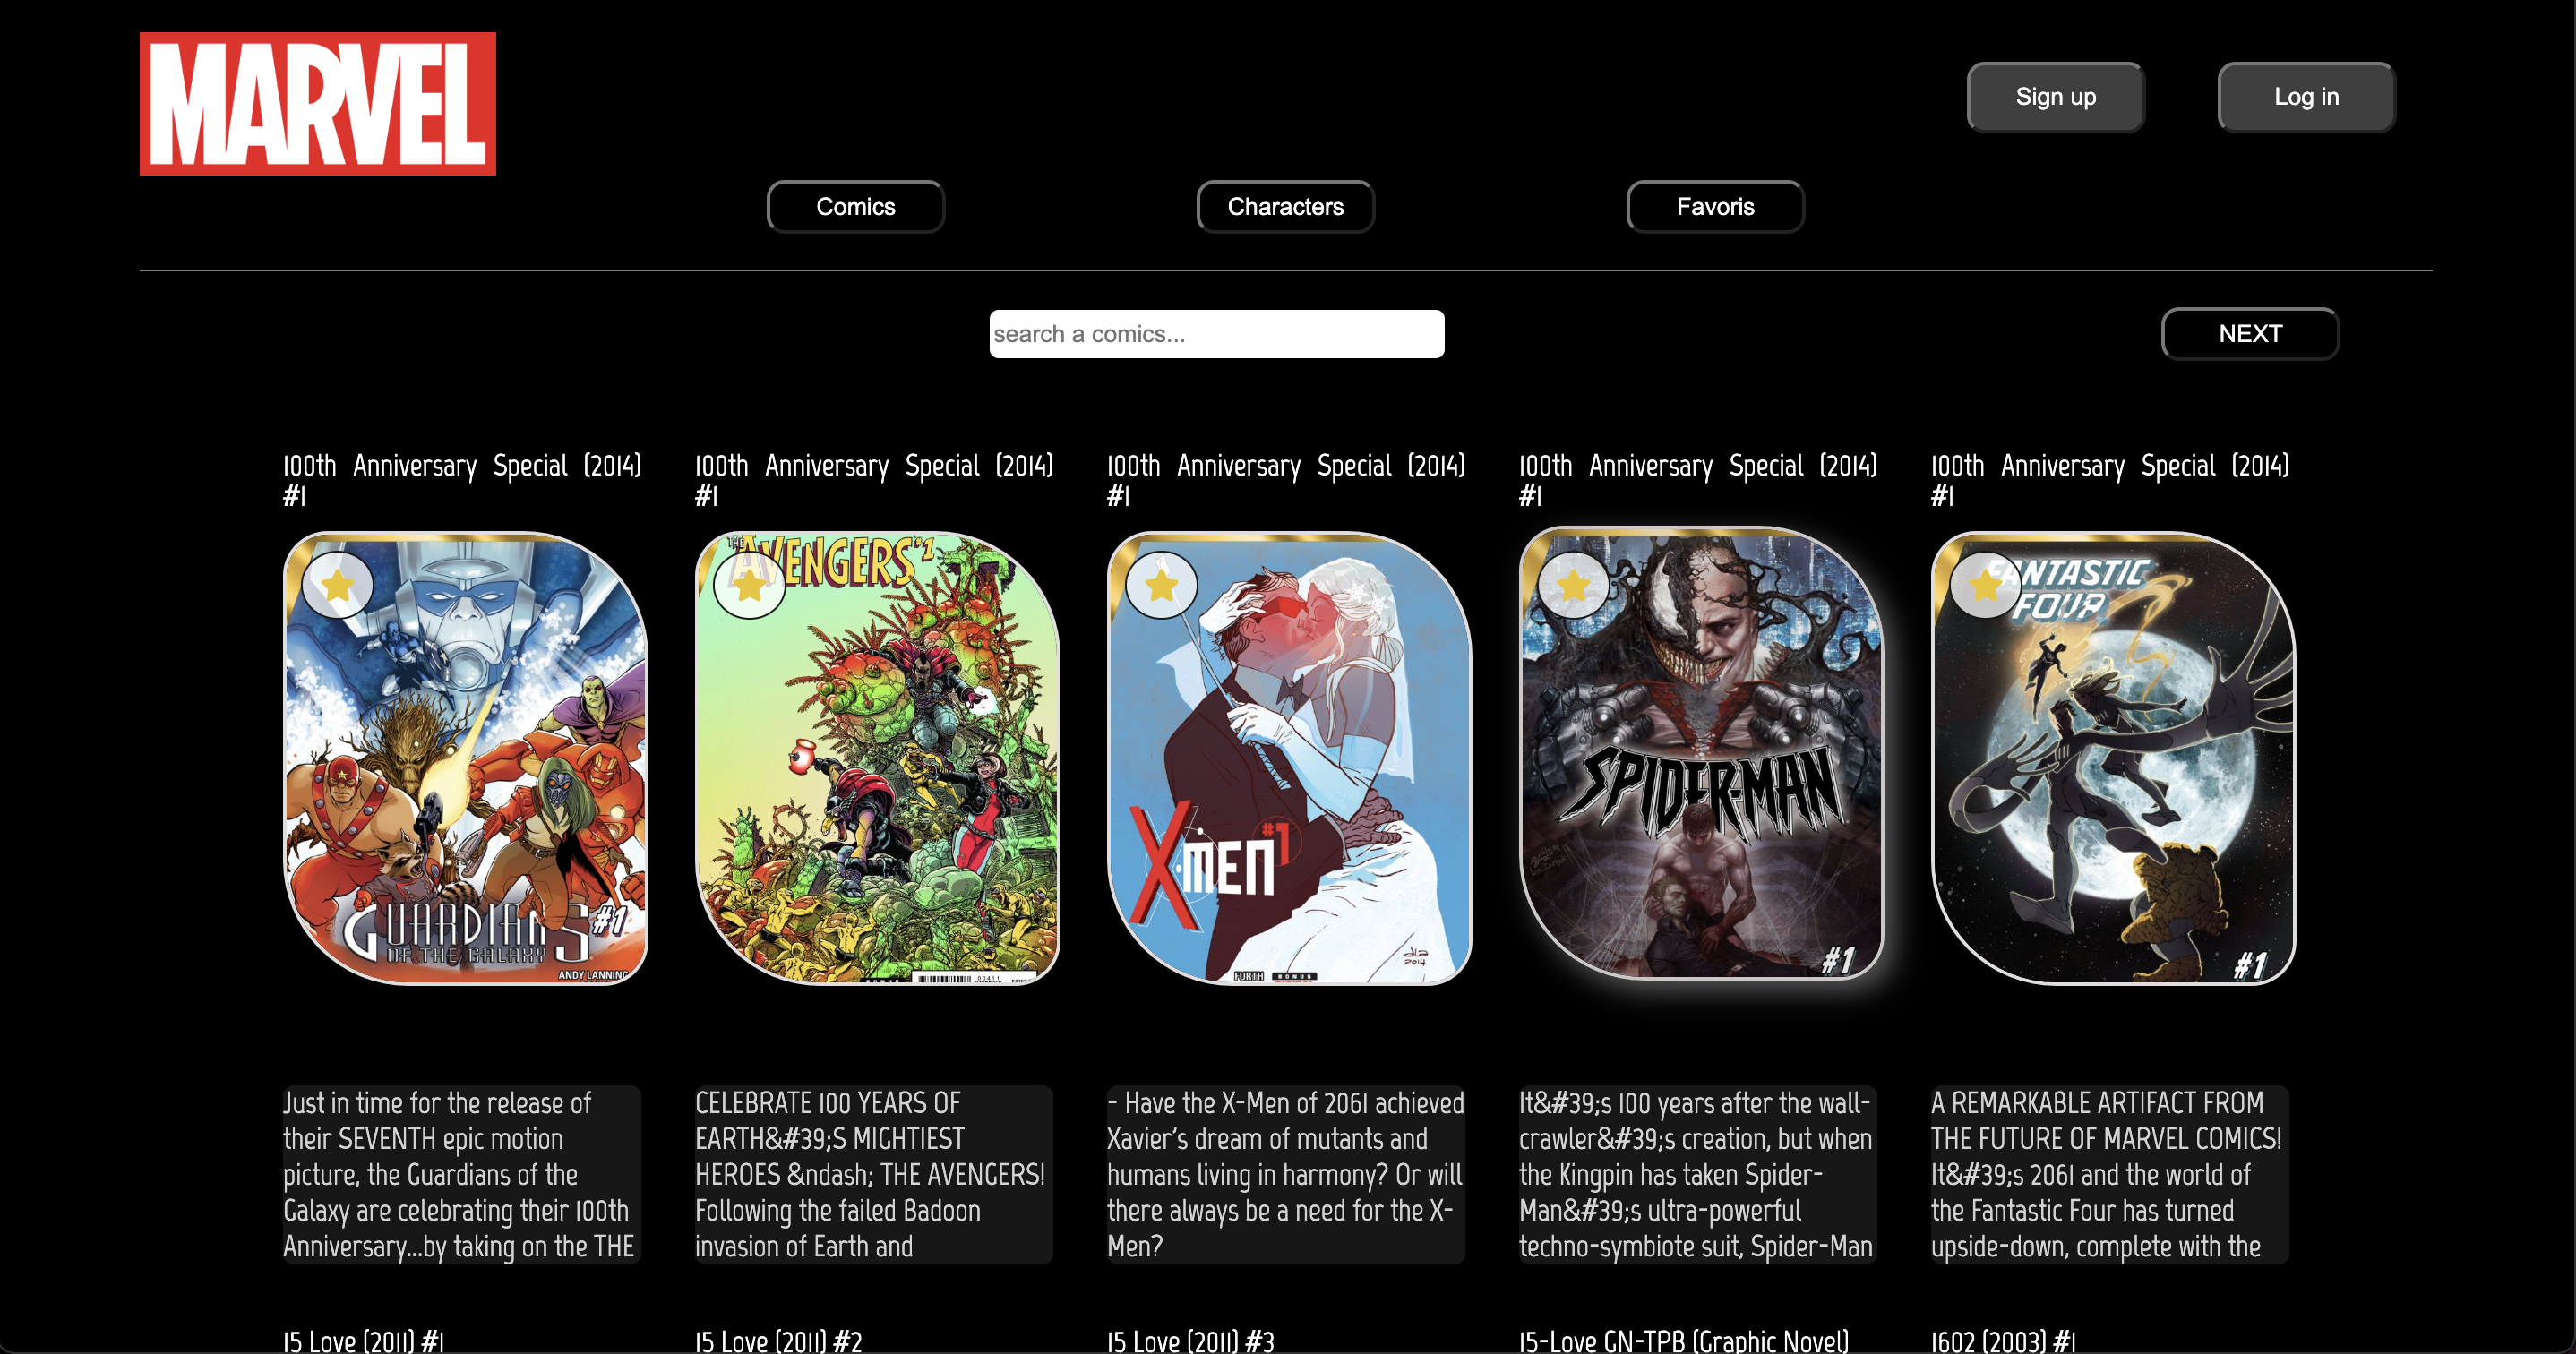 MARVEL
Sign up
Log in
Comics
Characters
Favoris
search a comics...
NEXT
100th Anniversary Special (2014)
#1
100th Anniversary Special (2014)
#1
100th Anniversary Special (2014)
#1
100th Anniversary Special (2014)
#1
100th Anniversary Special (2014)
#1
GUARDIANS #1
OF THE GALAXY
ANDY LANNING
THE
AVENGERS #1
X-MEN #1
dla
2014
FURTH BONUS
SPIDER-MAN
#1
FANTASTIC
FOUR
#1
Just in time for the release of
their SEVENTH epic motion
picture, the Guardians of the
Galaxy are celebrating their 100th
Anniversary...by taking on the THE
CELEBRATE 100 YEARS OF
EARTH&#39;S MIGHTIEST
HEROES &ndash; THE AVENGERS!
Following the failed Badoon
invasion of Earth and
- Have the X-Men of 2061 achieved
Xavier's dream of mutants and
humans living in harmony? Or will
there always be a need for the X-
Men?
It&#39;s 100 years after the wall-
crawler&#39;s creation, but when
the Kingpin has taken Spider-
Man&#39;s ultra-powerful
techno-symbiote suit, Spider-Man
A REMARKABLE ARTIFACT FROM
THE FUTURE OF MARVEL COMICS!
It&#39;s 2061 and the world of
the Fantastic Four has turned
upside-down, complete with the
15 Love (2011) #1
15 Love (2011) #2
15 Love (2011) #3
15-Love GN-TPB (Graphic Novel)
1602 (2003) #1